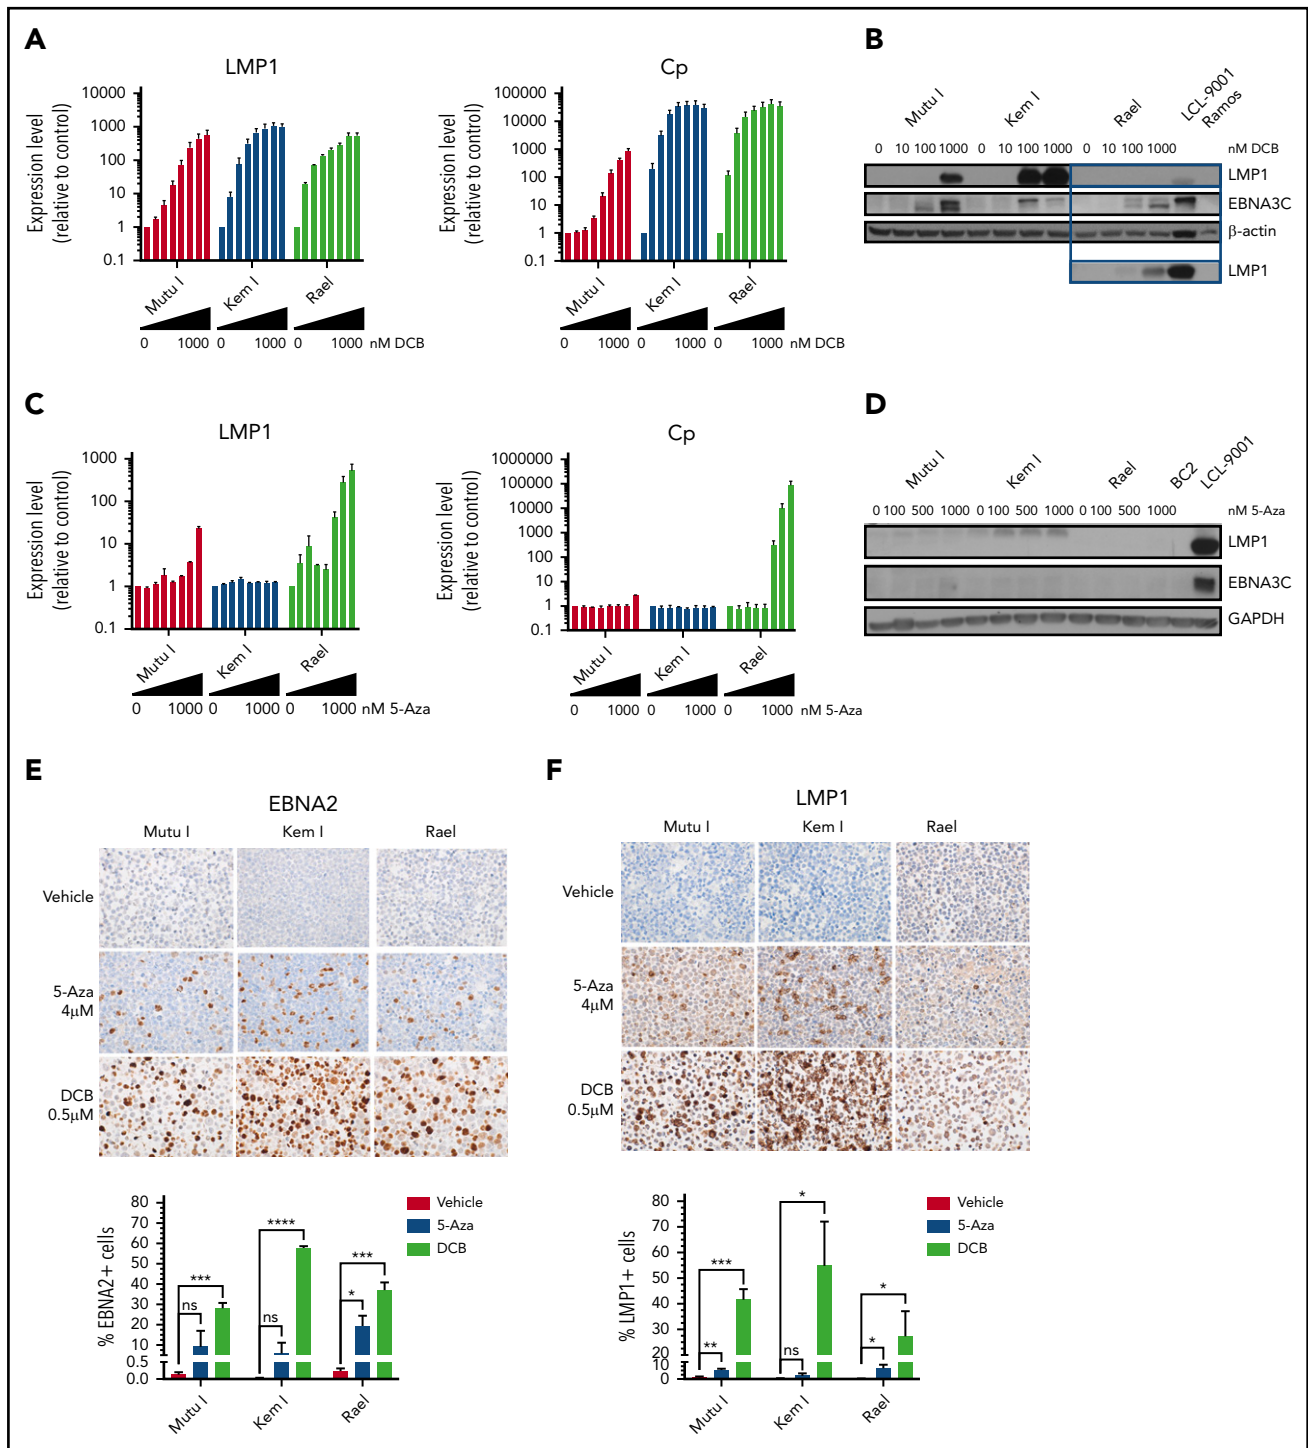 A
LMP1
Expression level
(relative to control)
10000
1000
100
10
1
0.1
Mutu I
Kem I
Rael
0 1000 0 1000 0 1000 nM DCB
Cp
Expression level
(relative to control)
100000
10000
1000
100
10
1
0.1
Mutu I
Kem I
Rael
0 1000 0 1000 0 1000 nM DCB
B
Mutu I Kem I Rael LCL-9001 Ramos
0 10 100 1000 0 10 100 1000 0 10 100 1000 nM DCB
LMP1
EBNA3C
β-actin
LMP1
C
LMP1
Expression level
(relative to control)
1000
100
10
1
0.1
Mutu I
Kem I
Rael
0 1000 0 1000 0 1000 nM 5-Aza
Cp
Expression level
(relative to control)
1000000
100000
10000
1000
100
10
1
0.1
Mutu I
Kem I
Rael
0 1000 0 1000 0 1000 nM 5-Aza
D
Mutu I Kem I Rael BC2 LCL-9001
0 100 500 1000 0 100 500 1000 0 100 500 1000 nM 5-Aza
LMP1
EBNA3C
GAPDH
E
EBNA2
Mutu I Kem I Rael
Vehicle
5-Aza
4μM
DCB
0.5μM
% EBNA2+ cells
80
70
60
50
40
30
20
10
0.5
0.0
ns
***
ns
****
*
***
Mutu I
Kem I
Rael
Vehicle
5-Aza
DCB
F
LMP1
Mutu I Kem I Rael
Vehicle
5-Aza
4μM
DCB
0.5μM
% LMP1+ cells
80
70
60
50
40
30
20
10
0
**
***
ns
*
*
*
Mutu I
Kem I
Rael
Vehicle
5-Aza
DCB